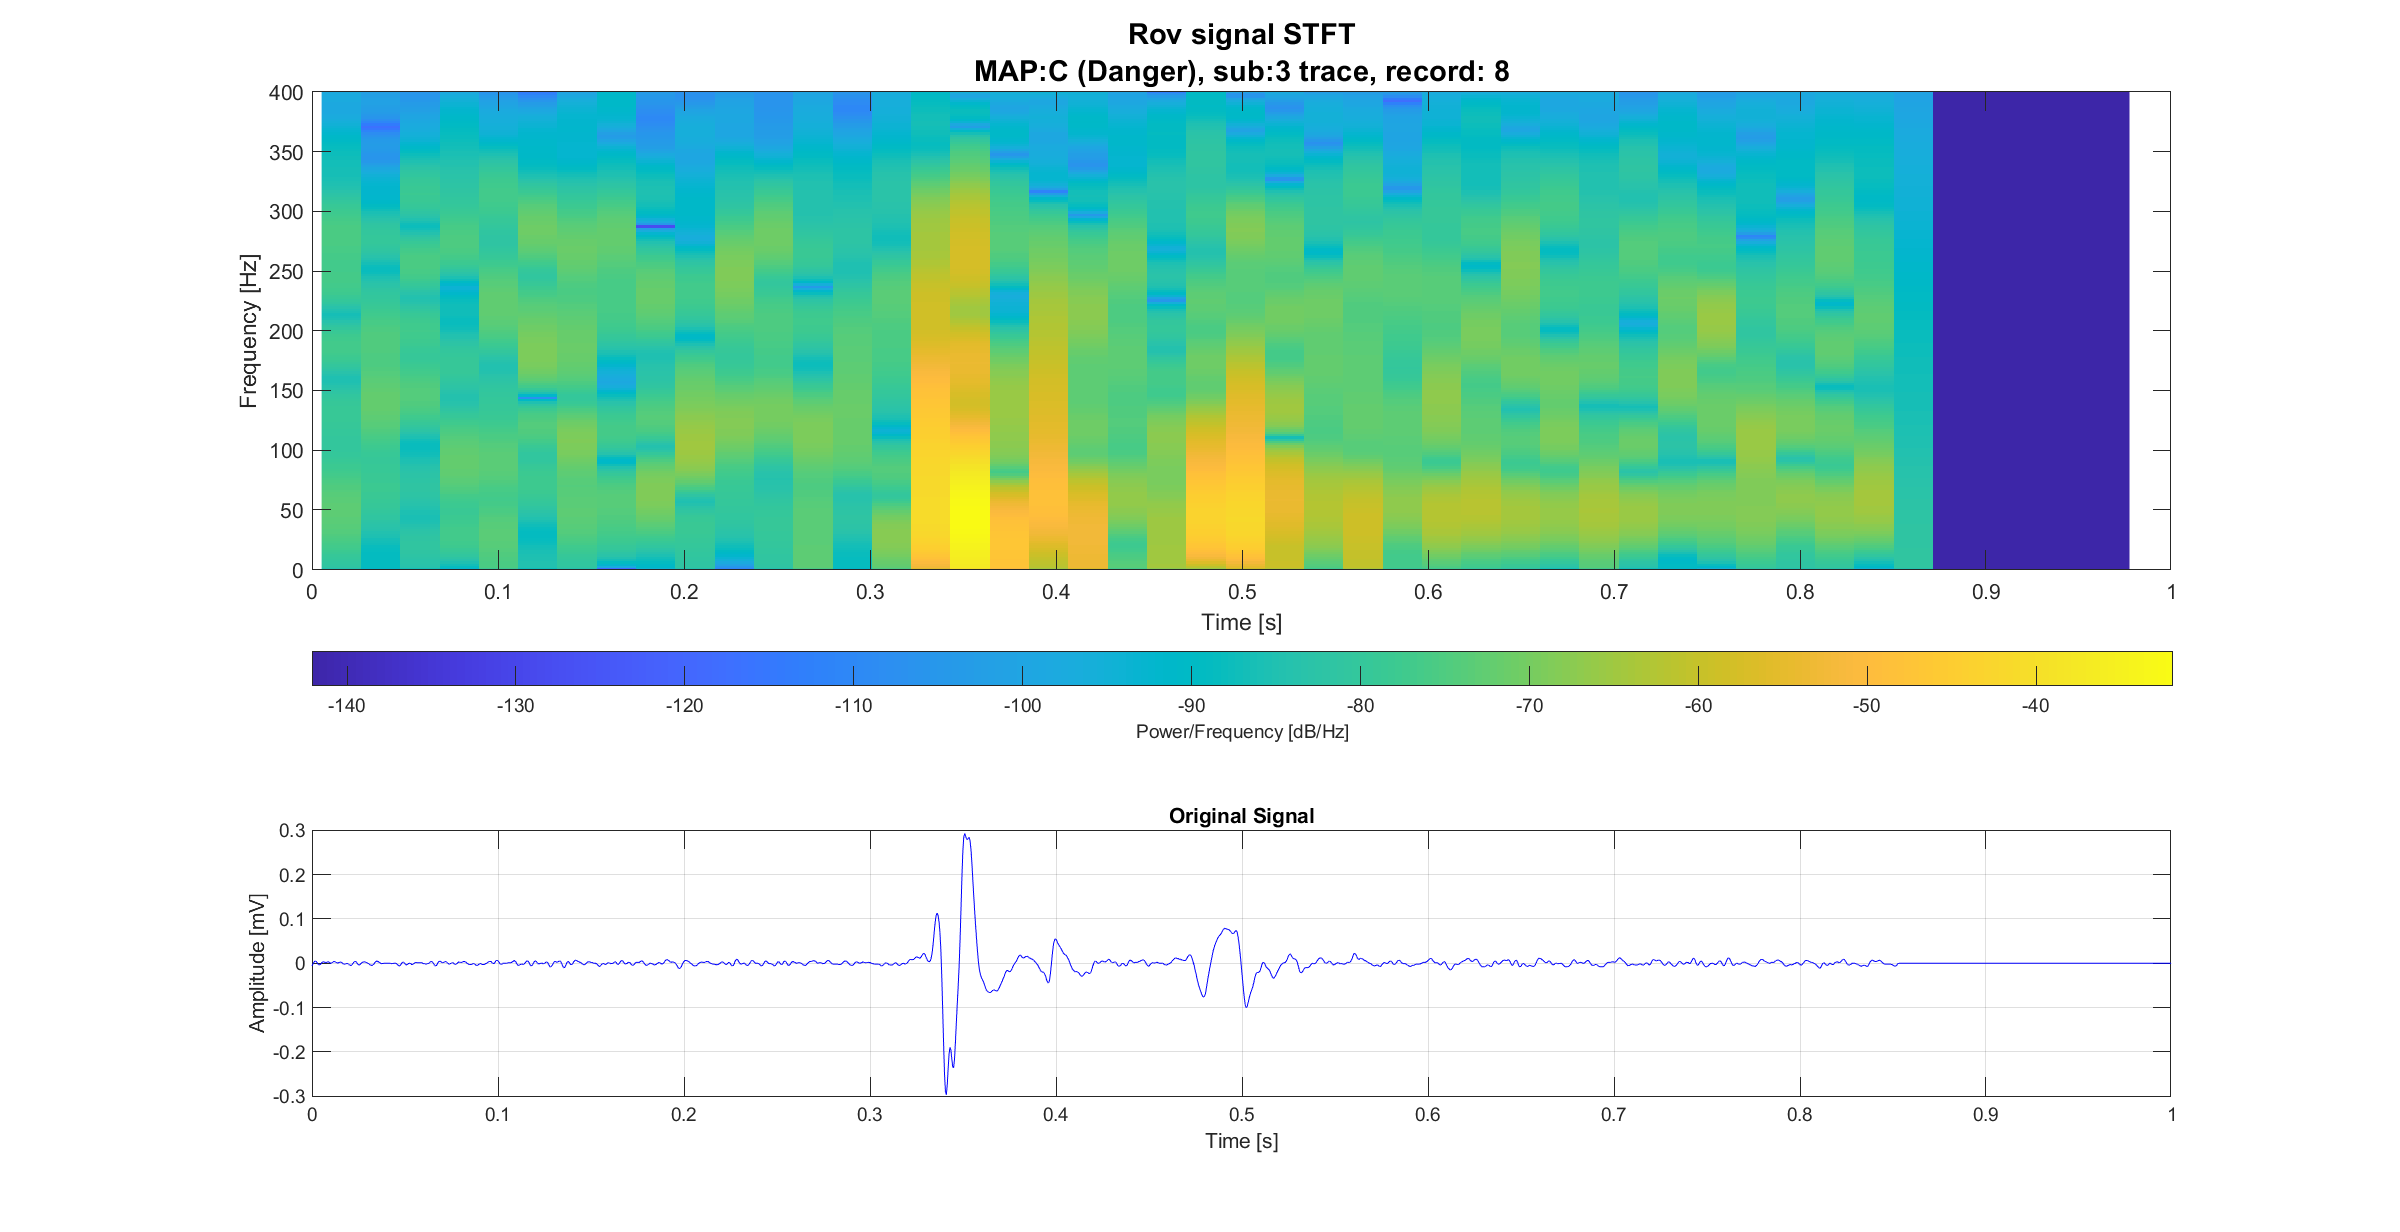 Rov signal STFT
MAP:C (Danger), sub:3 trace, record: 8
400
350
300
250
200
150
100
50
0
Frequency [Hz]
0 0.1 0.2 0.3 0.4 0.5 0.6 0.7 0.8 0.9 1
Time [s]
-140 -130 -120 -110 -100 -90 -80 -70 -60 -50 -40
Power/Frequency [dB/Hz]
Original Signal
0.3
0.2
0.1
0
-0.1
-0.2
-0.3
Amplitude [mV]
0 0.1 0.2 0.3 0.4 0.5 0.6 0.7 0.8 0.9 1
Time [s]